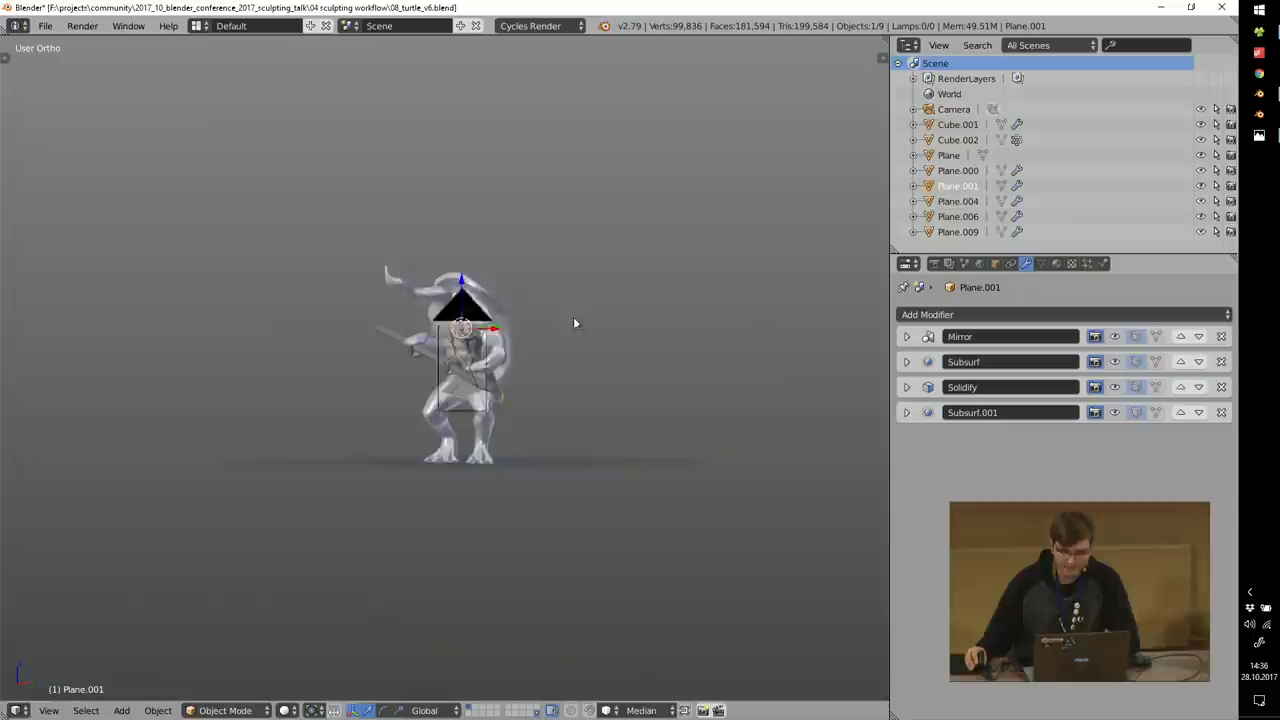 Blender* [F:\projects\community\2017_10_blender_conference_2017_sculpting_talk\04 sculpting workflow\08_turtle_v6.blend]
File Render Window Help Default Scene Cycles Render v2.79 | Verts:99,836 | Faces:181,594 | Tris:199,584 | Objects:1/9 | Lamps:0/0 | Mem:49.51M | Plane.001
User Ortho
View Search All Scenes
Scene
RenderLayers
World
Camera
Cube.001
Cube.002
Plane
Plane.000
Plane.001
Plane.004
Plane.006
Plane.009
Plane.001
Add Modifier
Mirror
Subsurf
Solidify
Subsurf.001
(1) Plane.001
View Select Add Object Object Mode Global Median
14:36
28.10.2017